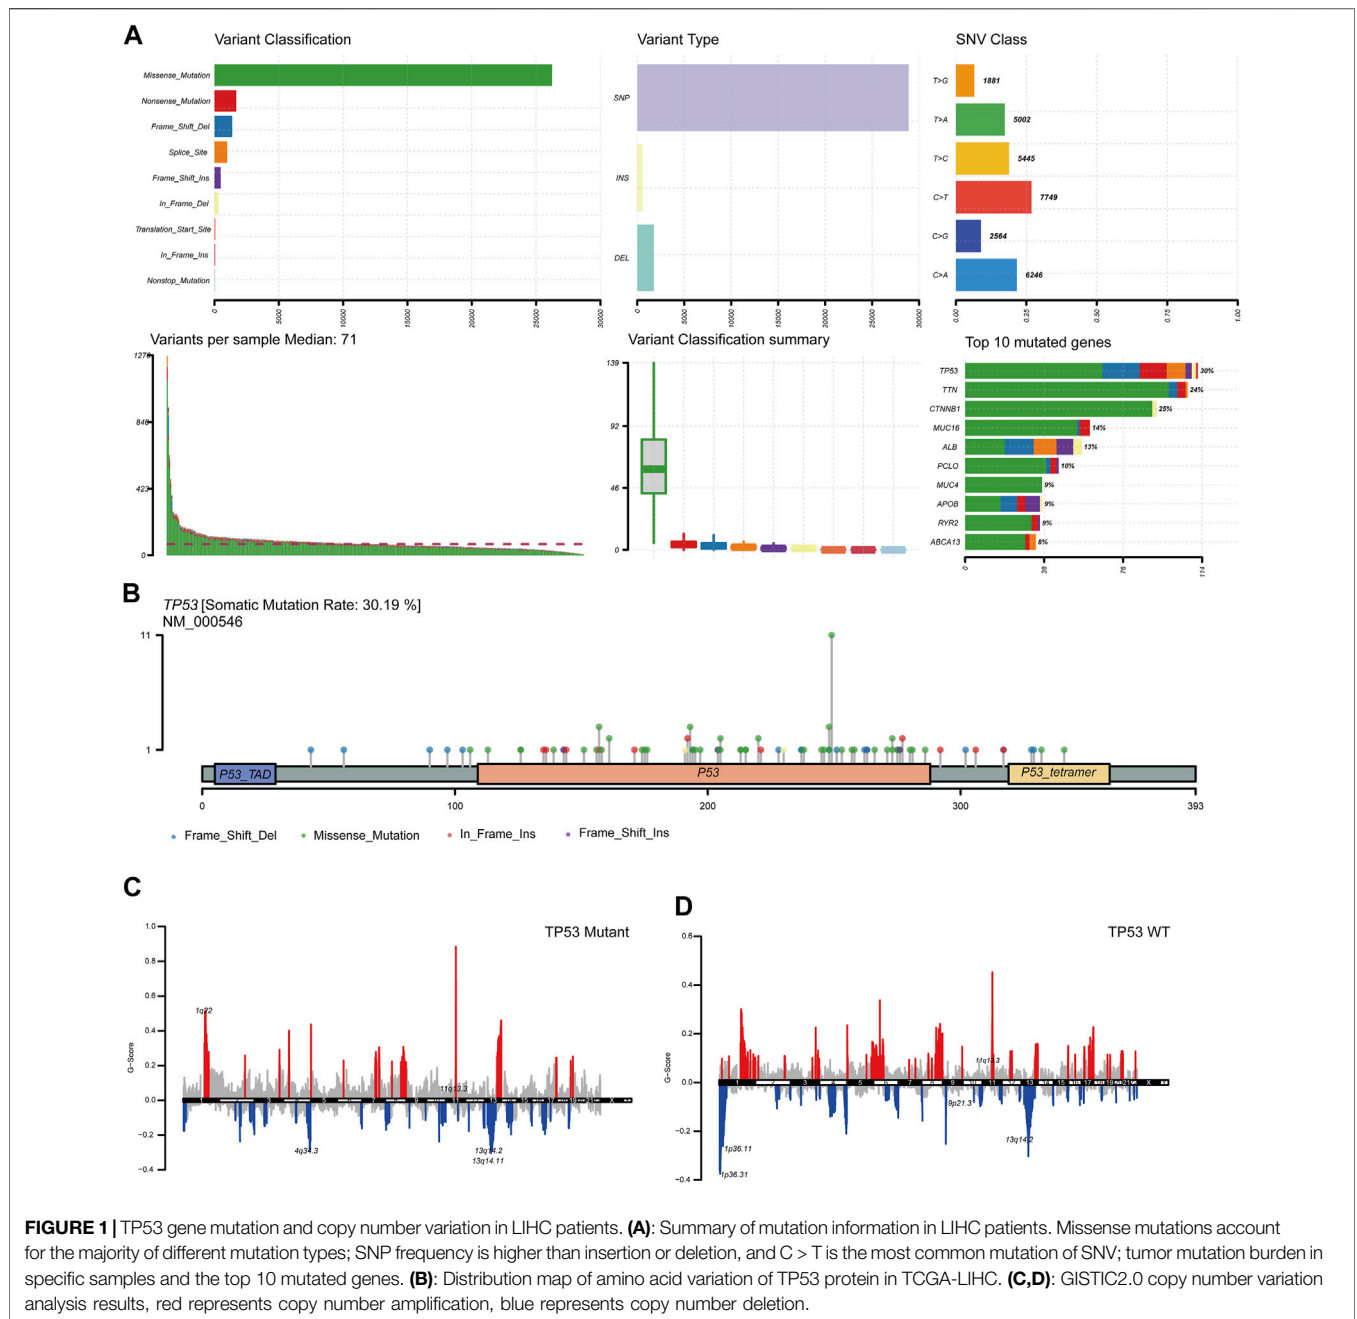 A
Variant Classification
Missense_Mutation
Nonsense_Mutation
Frame_Shift_Del
Splice_Site
Frame_Shift_Ins
In_Frame_Del
Translation_Start_Site
In_Frame_Ins
Nonstop_Mutation
0
5000
10000
15000
20000
25000
30000
Variant Type
SNP
INS
DEL
0
5000
10000
15000
20000
25000
30000
SNV Class
T>G 1881
T>A 5002
T>C 5445
C>T 7749
C>G 2564
C>A 6246
0.00
0.25
0.50
0.75
1.00
Variants per sample Median: 71
423
0
Variant Classification summary
139
92
46
0
Top 10 mutated genes
TP53 30%
TTN 24%
CTNNB1 25%
MUC16 14%
ALB 13%
PCLO 10%
MUC4 9%
APOB 9%
RYR2 9%
ABCA13 8%
0
38
76
114
B
TP53 [Somatic Mutation Rate: 30.19 %]
NM_000546
11
1
P53_TAD
P53
P53_tetramer
0
100
200
300
393
Frame_Shift_Del
Missense_Mutation
In_Frame_Ins
Frame_Shift_Ins
C
TP53 Mutant
G-Score
1.0
0.8
0.6
0.4
0.2
0.0
−0.2
−0.4
1q22
11q13.3
4q34.3
13q14.2
13q14.11
D
TP53 WT
G-Score
0.6
0.4
0.2
0.0
−0.2
−0.4
11q13.3
9p21.3
13q14.2
1p36.11
1p36.31
FIGURE 1 | TP53 gene mutation and copy number variation in LIHC patients. (A): Summary of mutation information in LIHC patients. Missense mutations account
for the majority of different mutation types; SNP frequency is higher than insertion or deletion, and C > T is the most common mutation of SNV; tumor mutation burden in
specific samples and the top 10 mutated genes. (B): Distribution map of amino acid variation of TP53 protein in TCGA-LIHC. (C,D): GISTIC2.0 copy number variation
analysis results, red represents copy number amplification, blue represents copy number deletion.